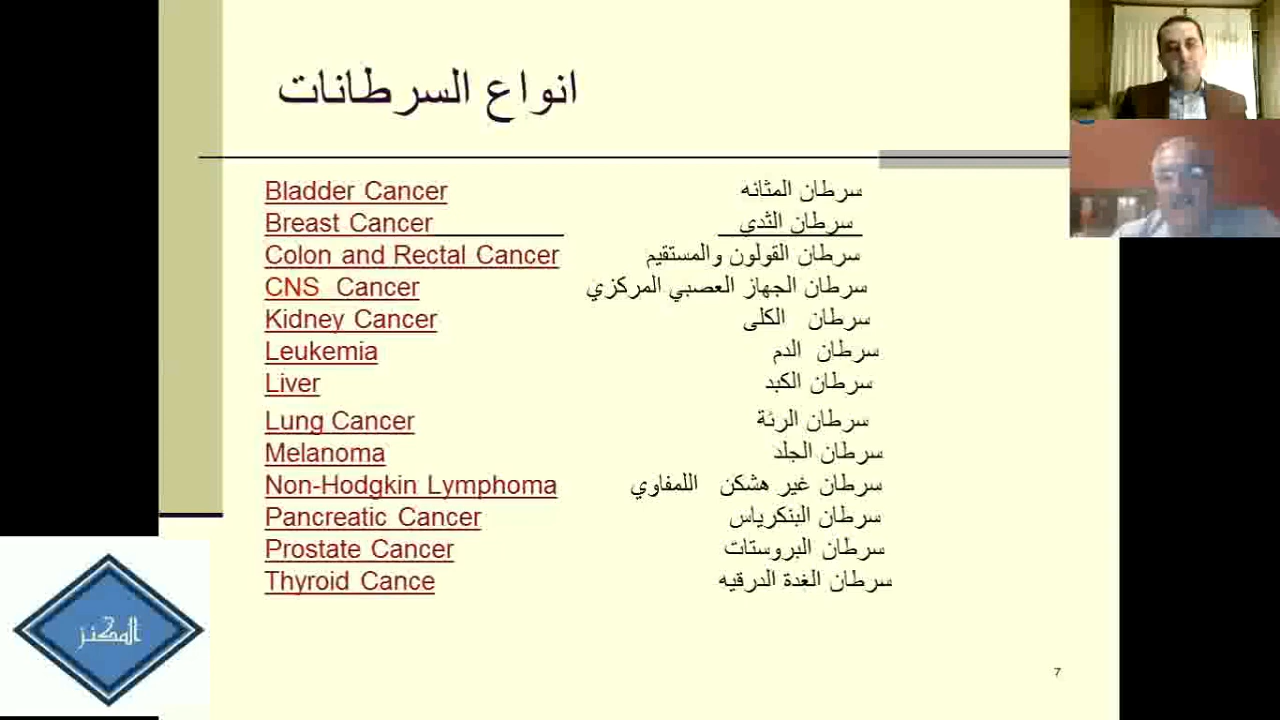 انواع السرطانات
Bladder Cancer سرطان المثانه
Breast Cancer سرطان الثدي
Colon and Rectal Cancer سرطان القولون والمستقيم
CNS Cancer سرطان الجهاز العصبي المركزي
Kidney Cancer سرطان الكلى
Leukemia سرطان الدم
Liver سرطان الكبد
Lung Cancer سرطان الرئة
Melanoma سرطان الجلد
Non-Hodgkin Lymphoma سرطان غير هشكن اللمفاوي
Pancreatic Cancer سرطان البنكرياس
Prostate Cancer سرطان البروستات
Thyroid Cance سرطان الغدة الدرقيه
المكنز
7